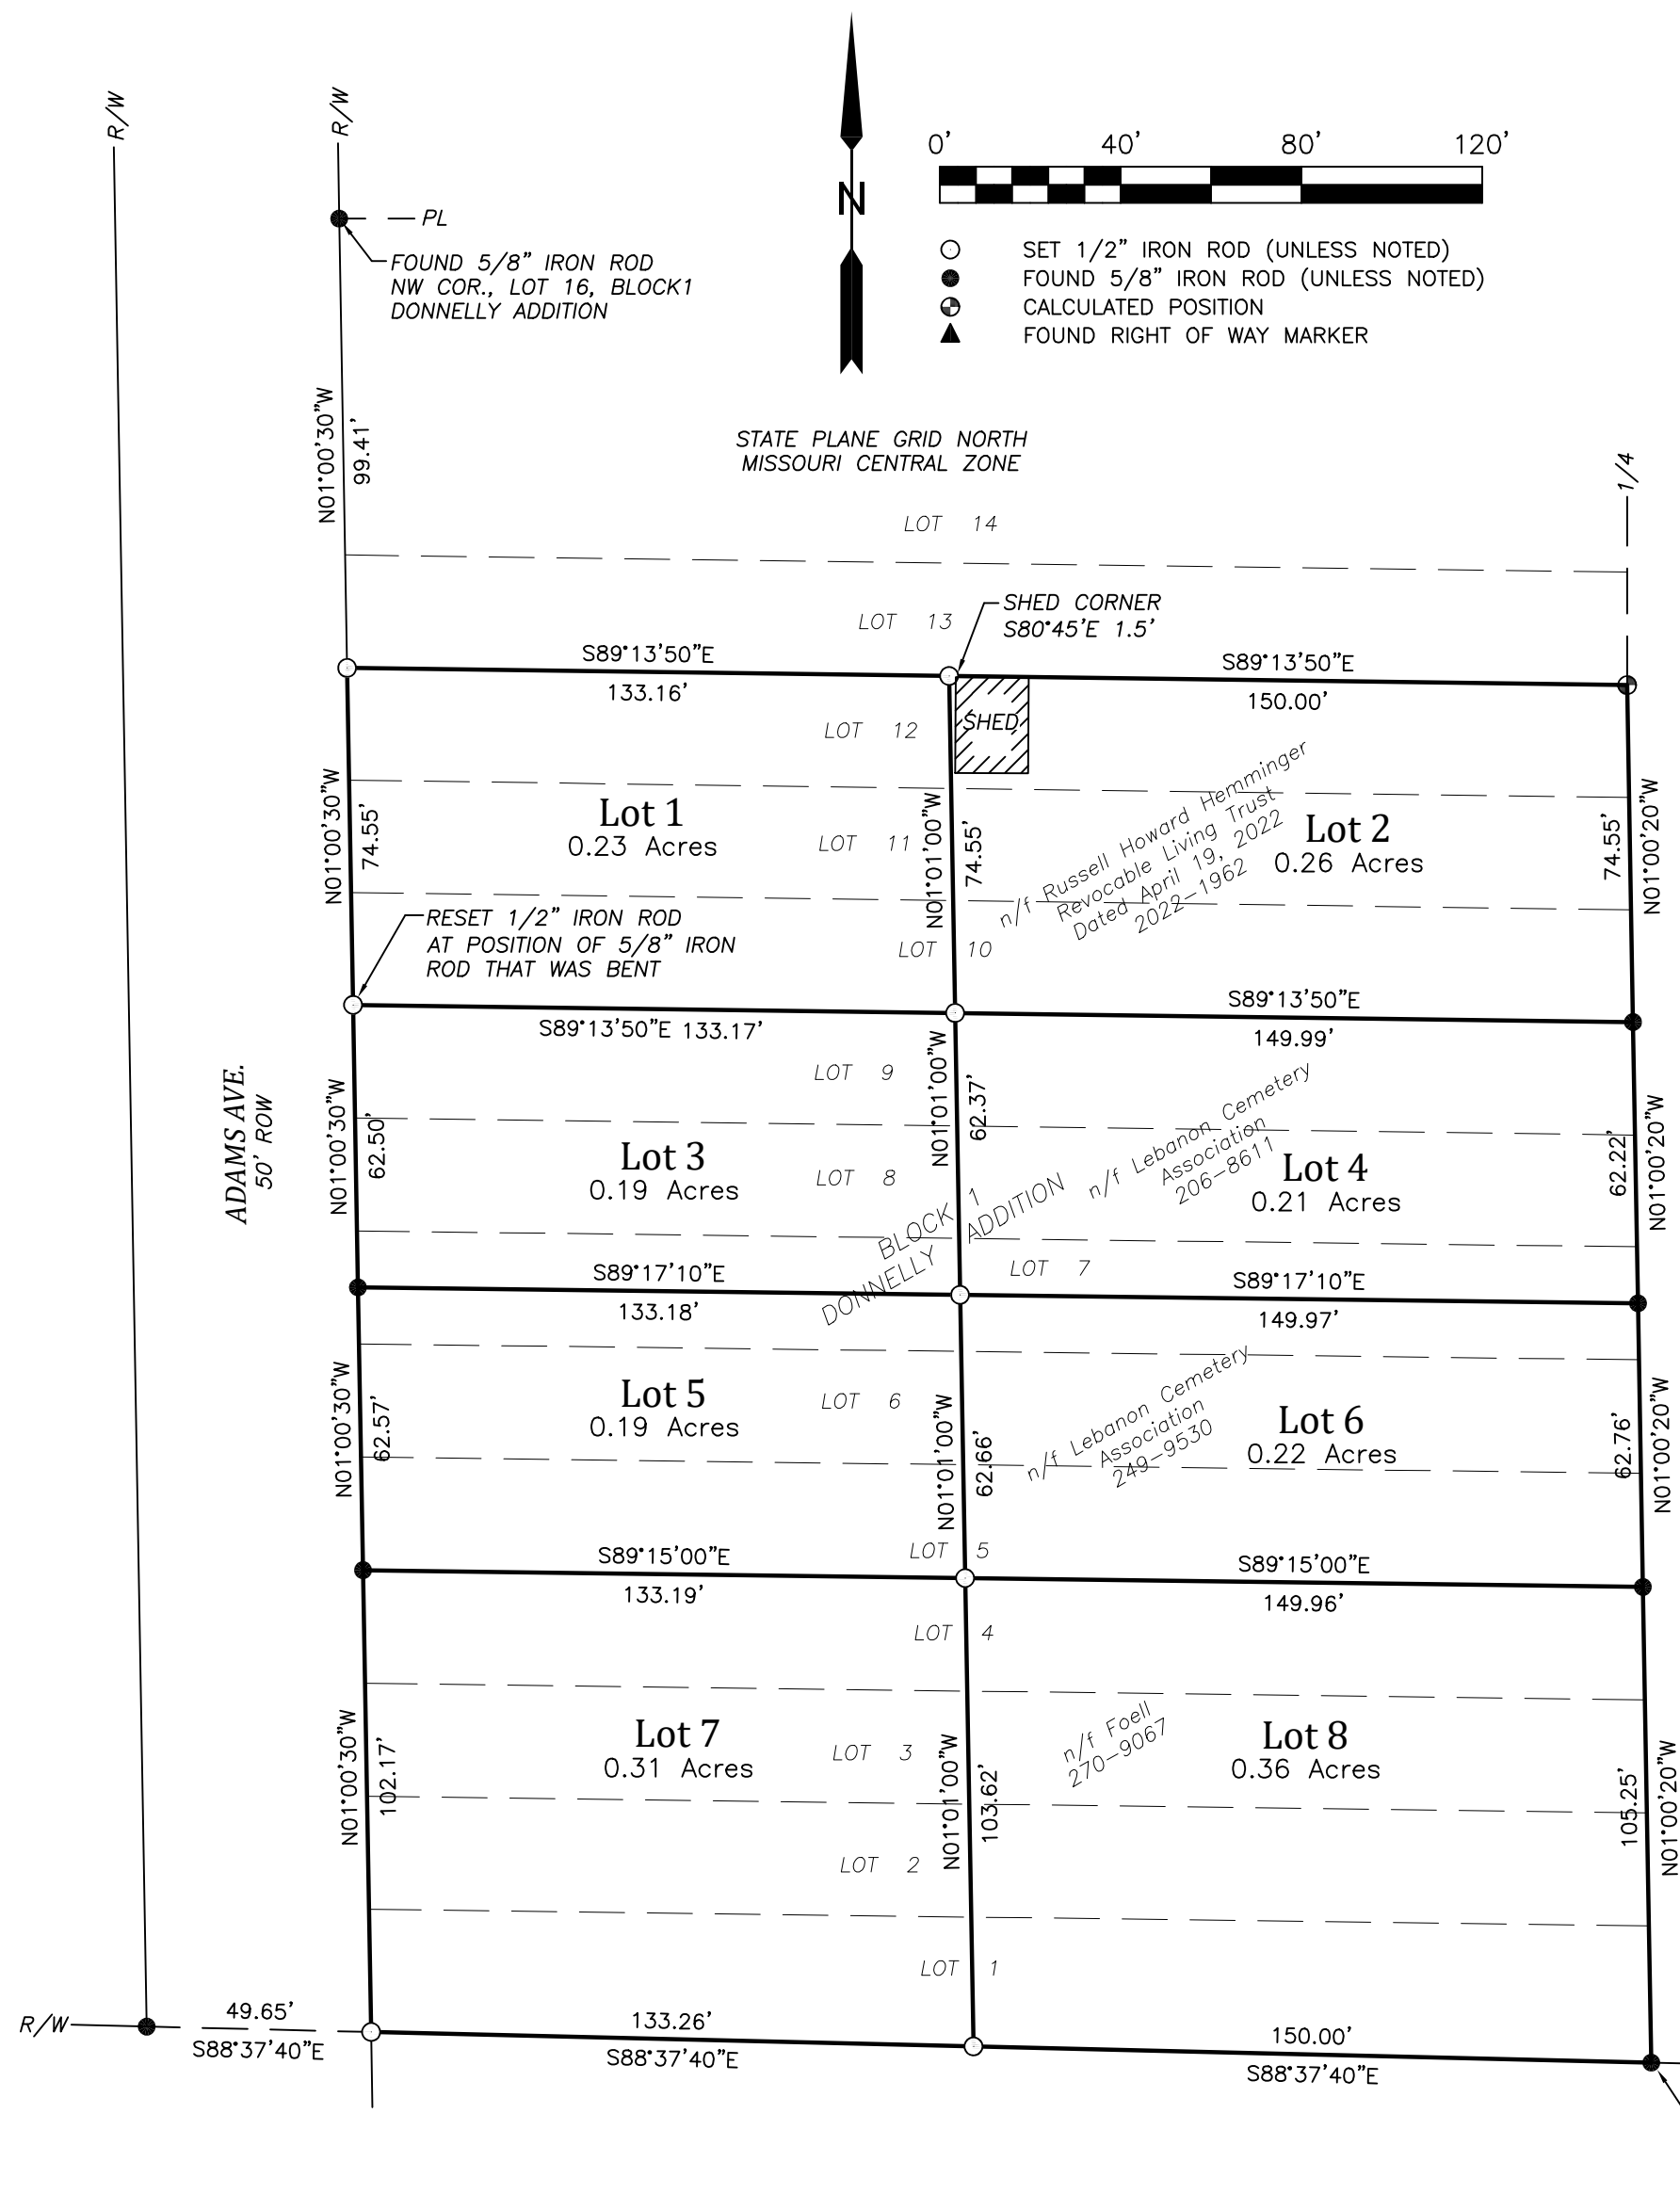 R/W
R/W
PL
FOUND 5/8" IRON ROD
NW COR., LOT 16, BLOCK1
DONNELLY ADDITION
N
0' 40' 80' 120'
SET 1/2" IRON ROD (UNLESS NOTED)
FOUND 5/8" IRON ROD (UNLESS NOTED)
CALCULATED POSITION
FOUND RIGHT OF WAY MARKER
N01°00'30"W
99.41'
STATE PLANE GRID NORTH
MISSOURI CENTRAL ZONE
1/4
LOT 14
LOT 13
SHED CORNER
S80°45'E 1.5'
S89°13'50"E
133.16'
S89°13'50"E
150.00'
SHED
LOT 12
N01°00'30"W
74.55'
Lot 1
0.23 Acres
LOT 11
N01°01'00"W
74.55'
n/f Russell Howard Hemminger
Revocable Living Trust
Dated April 19, 2022
2022-1962
Lot 2
0.26 Acres
74.55'
N01°00'20"W
RESET 1/2" IRON ROD
AT POSITION OF 5/8" IRON
ROD THAT WAS BENT
LOT 10
S89°13'50"E 133.17'
S89°13'50"E
149.99'
ADAMS AVE.
50' ROW
LOT 9
N01°00'30"W
62.50'
Lot 3
0.19 Acres
LOT 8
N01°01'00"W
62.37'
n/f Lebanon Cemetery
Association
206-8611
Lot 4
0.21 Acres
62.22'
N01°00'20"W
BLOCK 1
DONNELLY ADDITION
LOT 7
S89°17'10"E
133.18'
S89°17'10"E
149.97'
N01°00'30"W
62.57'
Lot 5
0.19 Acres
LOT 6
N01°01'00"W
62.66'
n/f Lebanon Cemetery
Association
249-9530
Lot 6
0.22 Acres
62.76'
N01°00'20"W
LOT 5
S89°15'00"E
133.19'
S89°15'00"E
149.96'
LOT 4
N01°00'30"W
102.17'
Lot 7
0.31 Acres
LOT 3
N01°01'00"W
103.62'
n/f Foell
270-9067
Lot 8
0.36 Acres
105.25'
N01°00'20"W
LOT 2
LOT 1
R/W
49.65'
S88°37'40"E
133.26'
S88°37'40"E
150.00'
S88°37'40"E